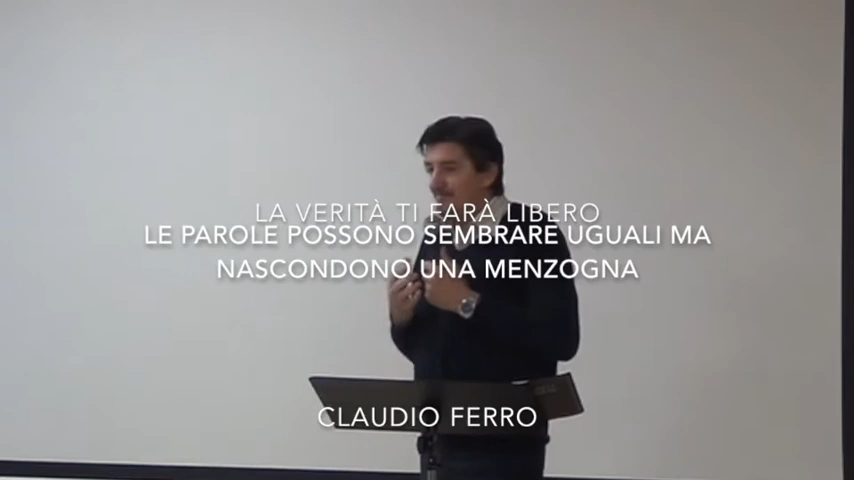 LA VERITÀ TI FARÀ LIBERO
LE PAROLE POSSONO SEMBRARE UGUALI MA
NASCONDONO UNA MENZOGNA
CLAUDIO FERRO